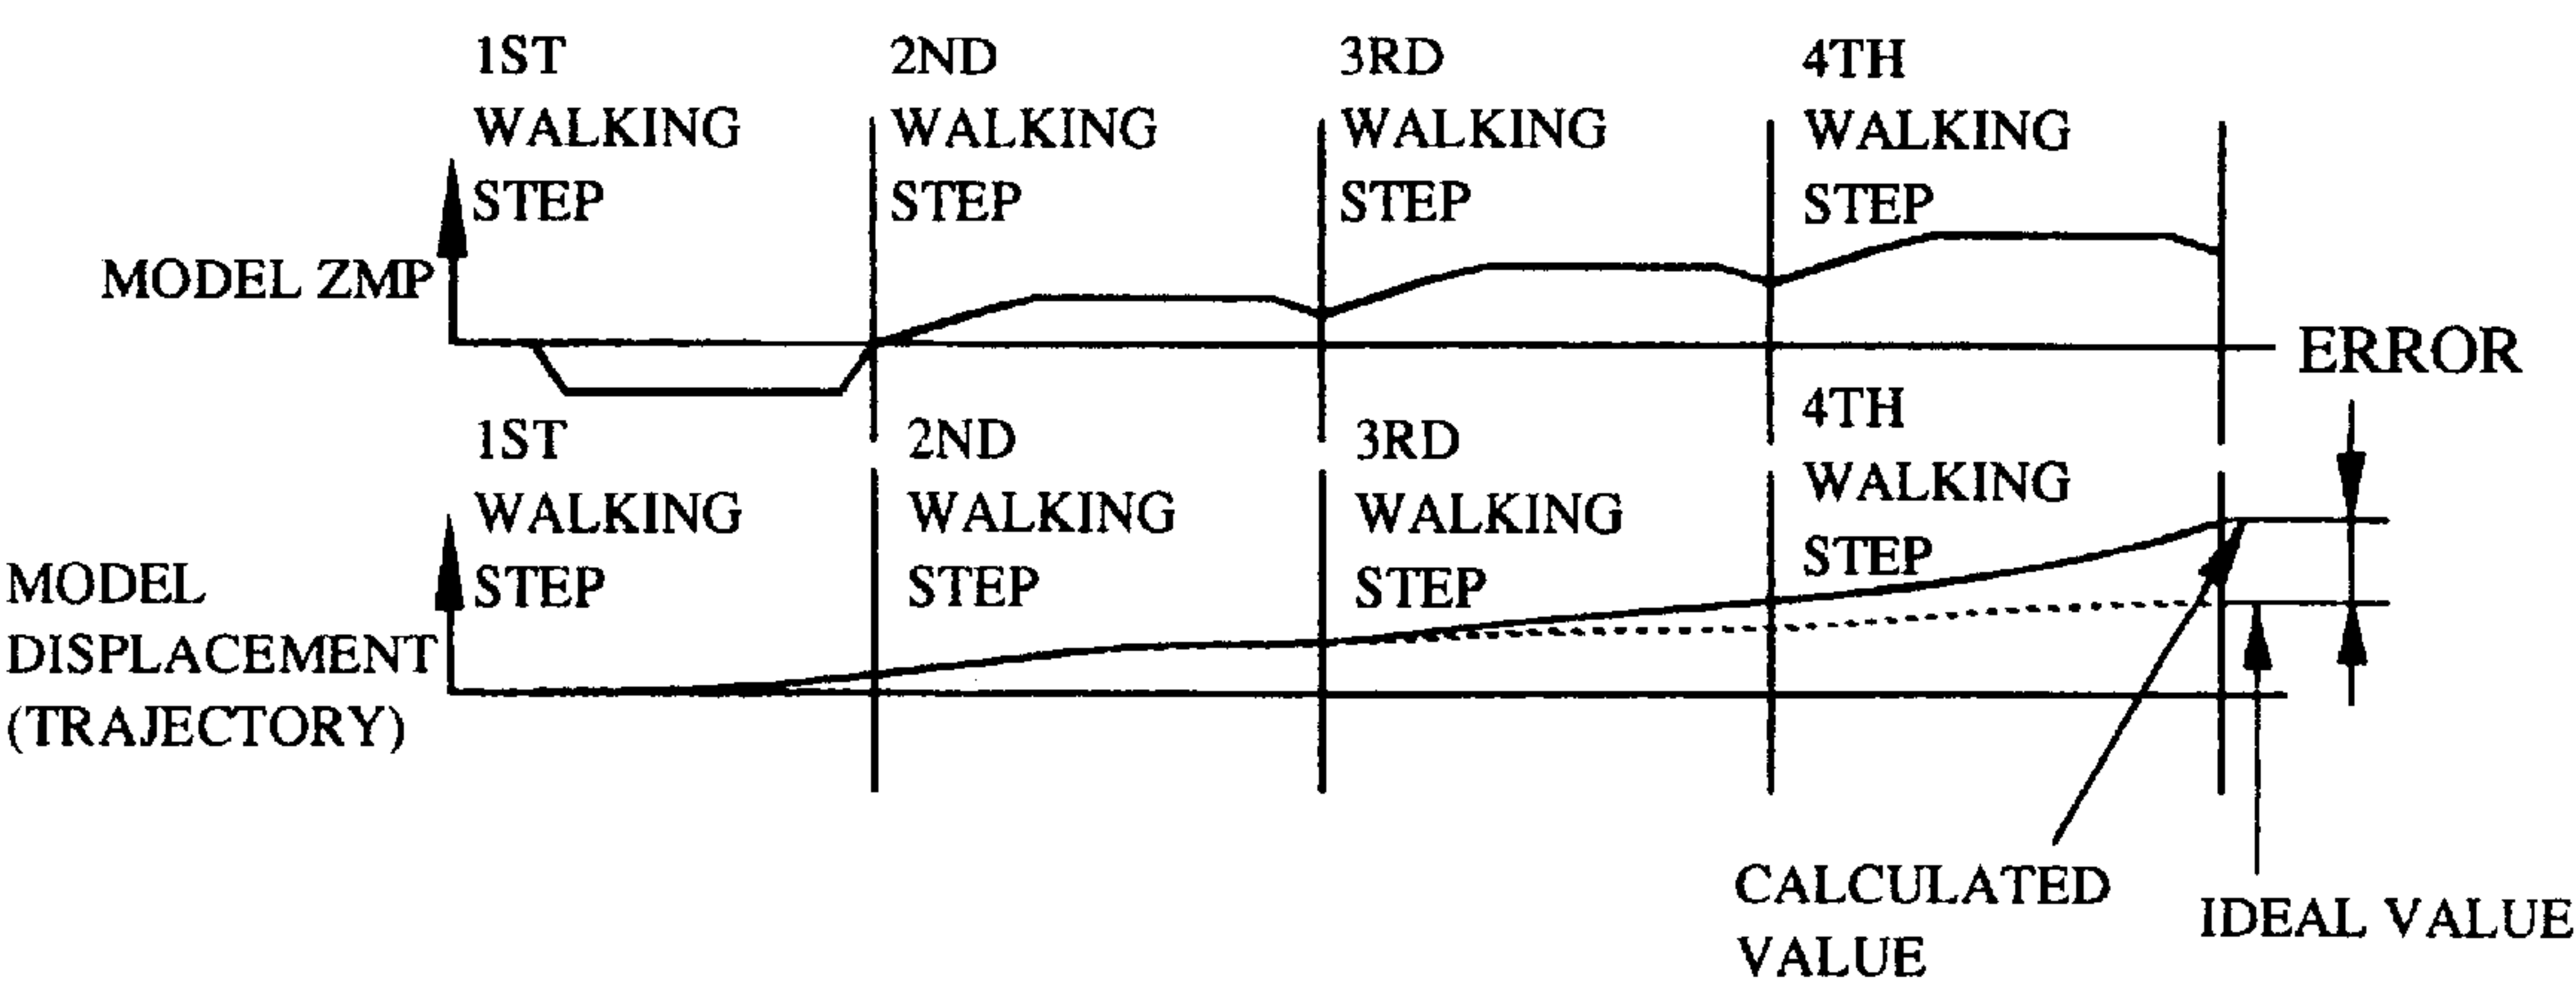 1ST
WALKING
STEP
2ND
WALKING
STEP
3RD
WALKING
STEP
4TH
WALKING
STEP
MODEL ZMP
ERROR
1ST
WALKING
STEP
2ND
WALKING
STEP
3RD
WALKING
STEP
4TH
WALKING
STEP
MODEL
DISPLACEMENT
(TRAJECTORY)
CALCULATED
VALUE
IDEAL VALUE